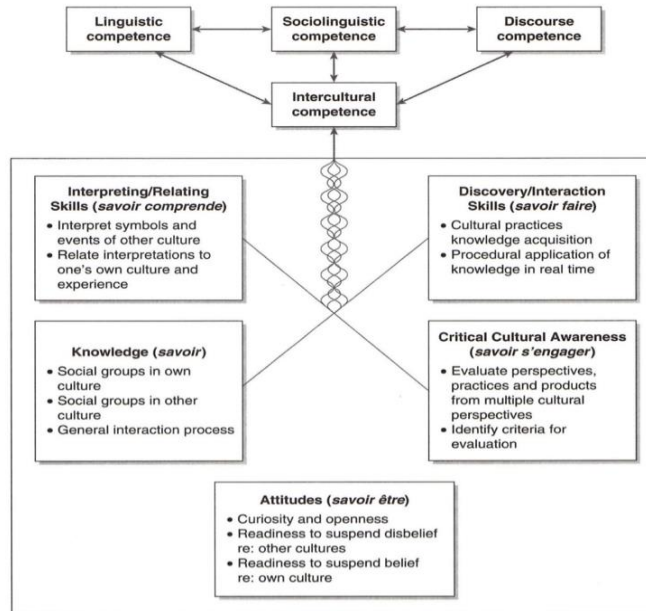 Linguistic
competence
Sociolinguistic
competence
Discourse
competence
Intercultural
competence
Interpreting/Relating
Skills (savoir comprende)
• Interpret symbols and
events of other culture
• Relate interpretations to
one's own culture and
experience
Discovery/Interaction
Skills (savoir faire)
• Cultural practices
knowledge acquisition
• Procedural application of
knowledge in real time
Knowledge (savoir)
• Social groups in own
culture
• Social groups in other
culture
• General interaction process
Critical Cultural Awareness
(savoir s'engager)
• Evaluate perspectives,
practices and products
from multiple cultural
perspectives
• Identify criteria for
evaluation
Attitudes (savoir être)
• Curiosity and openness
• Readiness to suspend disbelief
re: other cultures
• Readiness to suspend belief
re: own culture